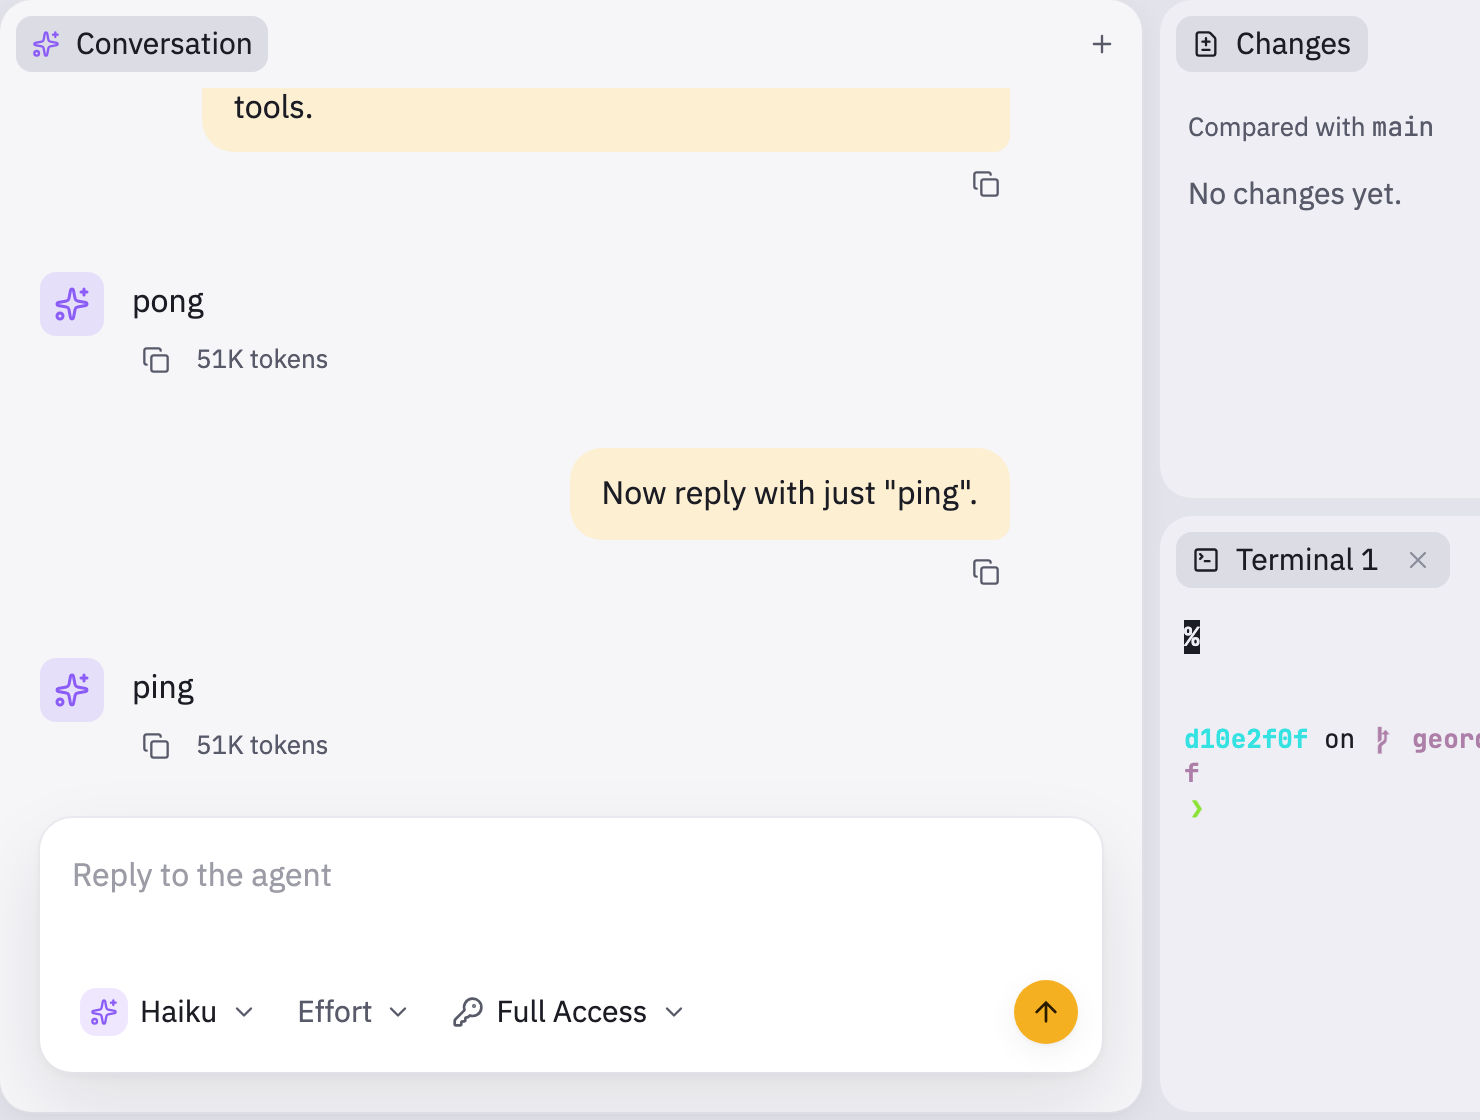 Conversation
tools.
pong
51K tokens
Now reply with just "ping".
ping
51K tokens
Reply to the agent
Haiku
Effort
Full Access
Changes
Compared with main
No changes yet.
Terminal 1
%
d10e2f0f on
f
❯